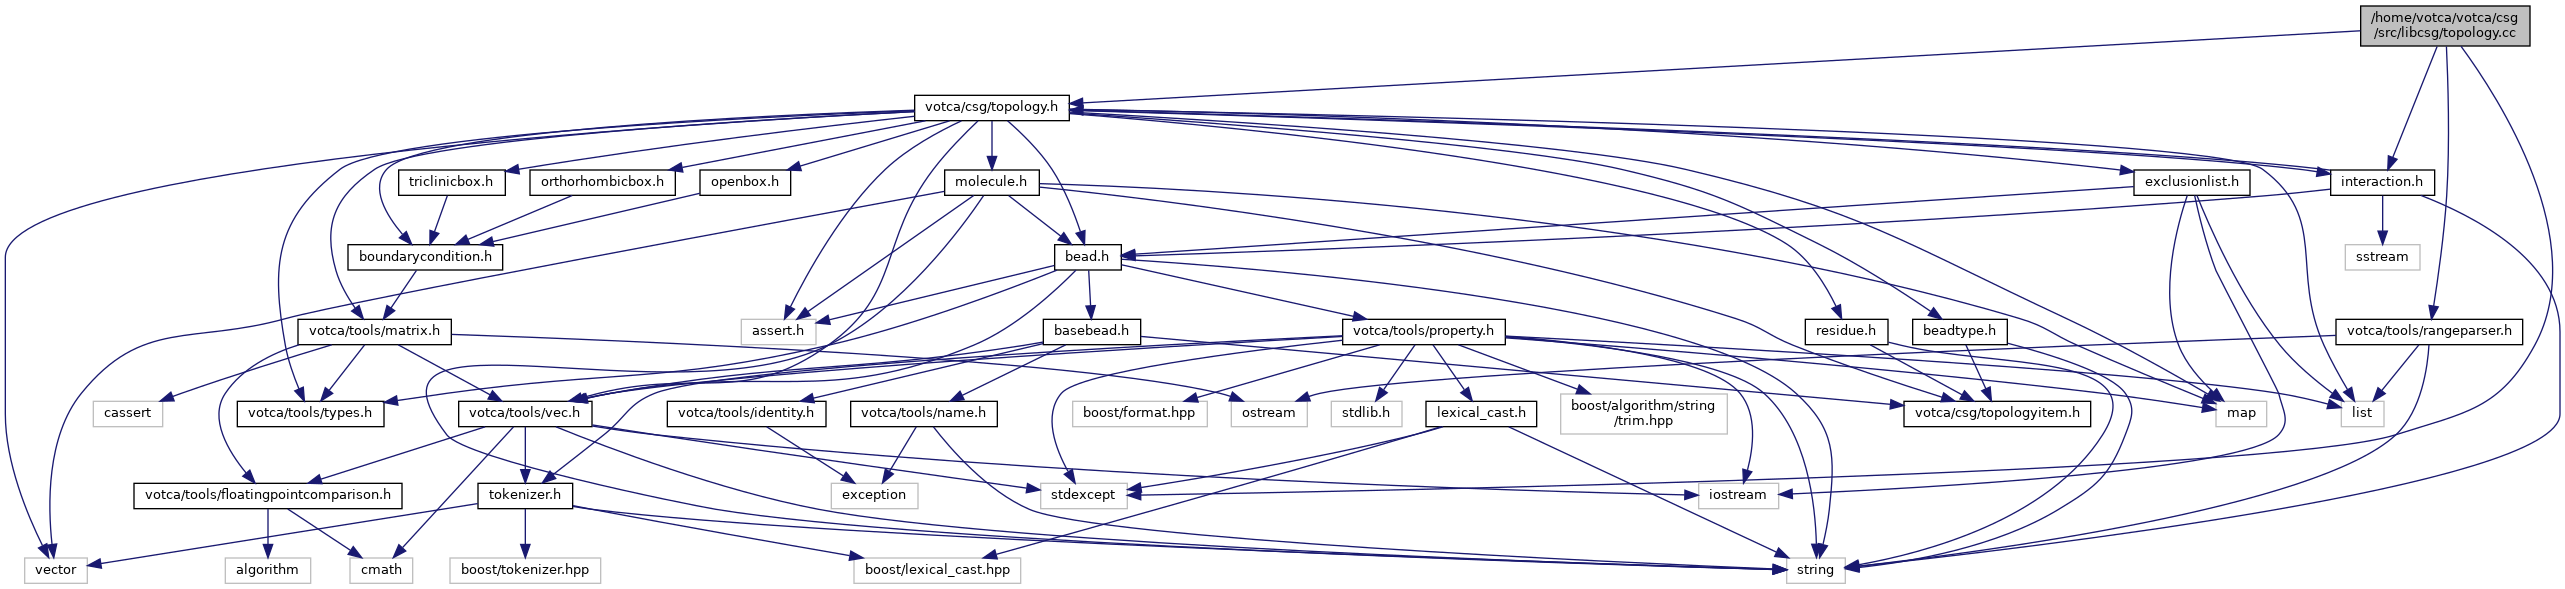 /home/votca/votca/csg
/src/libcsg/topology.cc
votca/csg/topology.h
triclinicbox.h
orthorhombicbox.h
openbox.h
molecule.h
exclusionlist.h
interaction.h
boundarycondition.h
bead.h
sstream
votca/tools/matrix.h
assert.h
basebead.h
votca/tools/property.h
residue.h
beadtype.h
votca/tools/rangeparser.h
cassert
votca/tools/types.h
votca/tools/vec.h
votca/tools/identity.h
votca/tools/name.h
boost/format.hpp
ostream
stdlib.h
lexical_cast.h
boost/algorithm/string
/trim.hpp
votca/csg/topologyitem.h
map
list
votca/tools/floatingpointcomparison.h
tokenizer.h
exception
stdexcept
iostream
vector
algorithm
cmath
boost/tokenizer.hpp
boost/lexical_cast.hpp
string